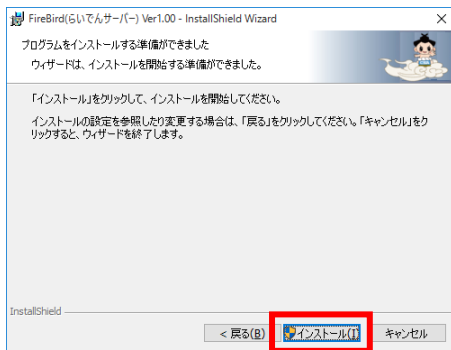 FireBird(らいでんサーバー) Ver1.00 - InstallShield Wizard
プログラムをインストールする準備ができました
ウィザードは、インストールを開始する準備ができました。
「インストール」をクリックして、インストールを開始してください。
インストールの設定を参照したり変更する場合は、「戻る」をクリックしてください。「キャンセル」をク
リックすると、ウィザードを終了します。
InstallShield
< 戻る(B)
インストール(I)
キャンセル